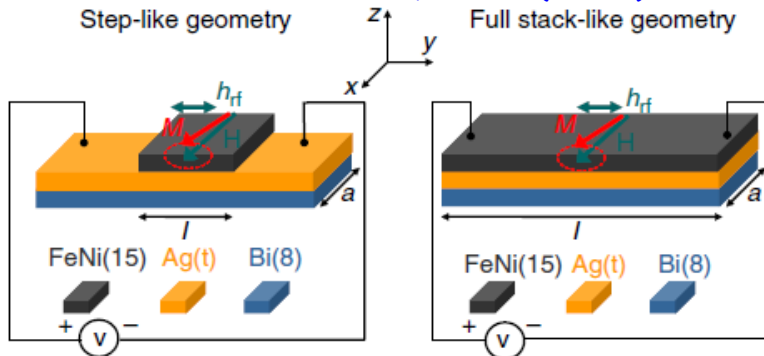 Step-like geometry
z
y
x
Full stack-like geometry
h_rf
M
H
a
l
FeNi(15) Ag(t) Bi(8)
+ V −
h_rf
M
H
a
l
FeNi(15) Ag(t) Bi(8)
+ V −